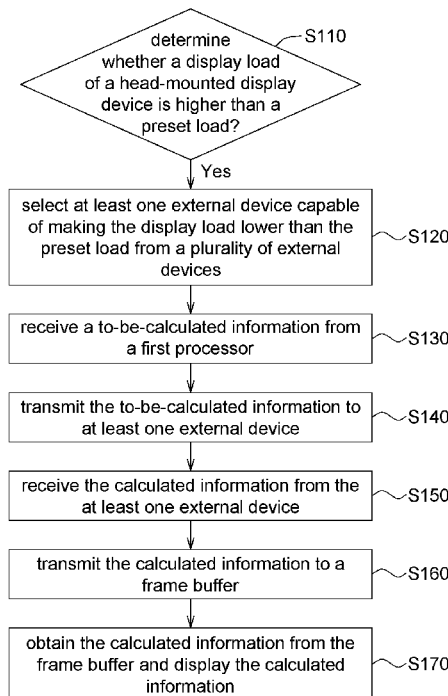 determine
whether a display load
of a head-mounted display
device is higher than a
preset load?
S110
Yes
select at least one external device capable
of making the display load lower than the
preset load from a plurality of external
devices
S120
receive a to-be-calculated information from
a first processor
S130
transmit the to-be-calculated information to
at least one external device
S140
receive the calculated information from the
at least one external device
S150
transmit the calculated information to a
frame buffer
S160
obtain the calculated information from the
frame buffer and display the calculated
information
S170